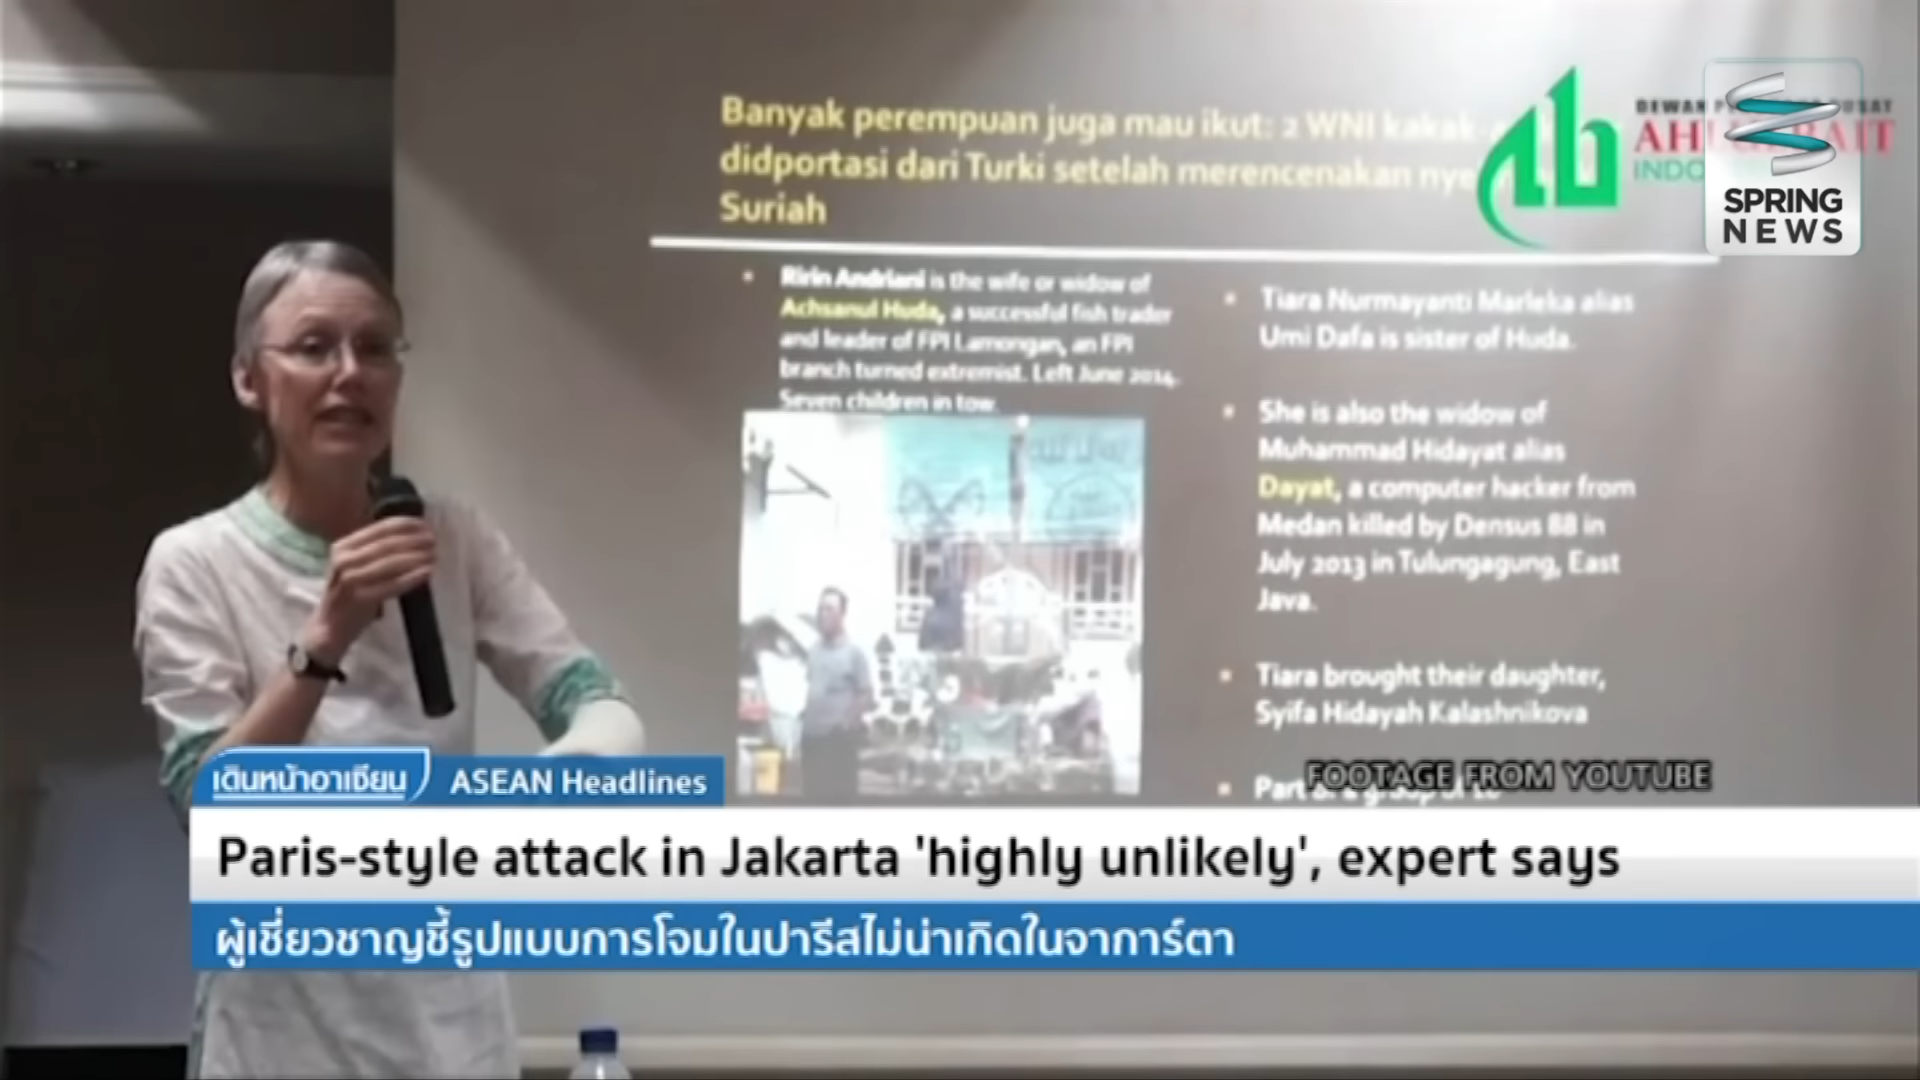 Banyak perempuan juga mau ikut: 2 WNI kakak
didportasi dari Turki setelah merencenakan
Suriah
DEWAN
INDO
SPRING
NEWS
Ririn Andriani is the wife or widow of
Achsanul Huda, a successful fish trader
and leader of FPI Lamongan, an FPI
branch turned extremist. Left June 2014.
Seven children in tow.
Tiara Nurmayanti Marleka alias
Umi Dafa is sister of Huda.
She is also the widow of
Muhammad Hidayat alias
Dayat, a computer hacker from
Medan killed by Densus 88 in
July 2013 in Tulungagung, East
Java.
Tiara brought their daughter,
Syifa Hidayah Kalashnikova
Part of a group of
FOOTAGE FROM YOUTUBE
เดินหน้าอาเซียน ASEAN Headlines
Paris-style attack in Jakarta 'highly unlikely', expert says
ผู้เชี่ยวชาญชี้รูปแบบการโจมในปารีสไม่น่าเกิดในจาการ์ตา